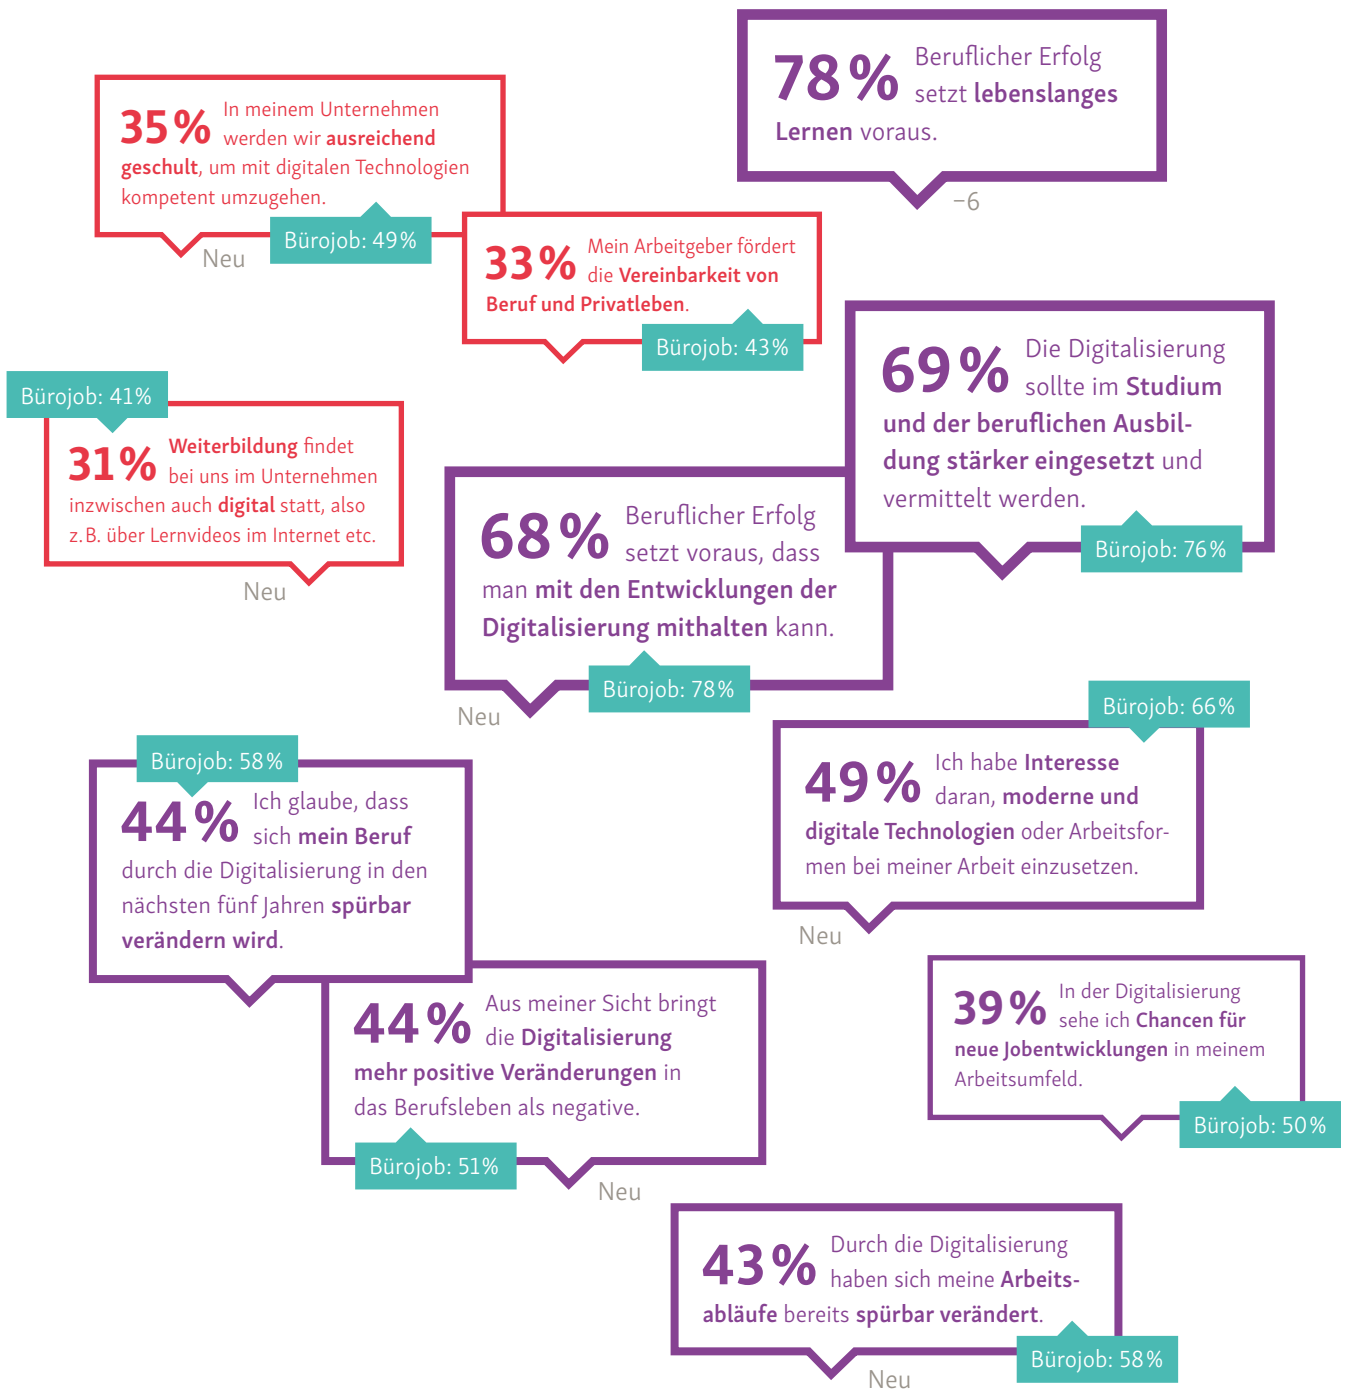 78 % Beruflicher Erfolg
setzt lebenslanges
Lernen voraus.
−6
35 % In meinem Unternehmen
werden wir ausreichend
geschult, um mit digitalen Technologien
kompetent umzugehen.
Bürojob: 49 %
Neu
33 % Mein Arbeitgeber fördert
die Vereinbarkeit von
Beruf und Privatleben.
Bürojob: 43 %
69 % Die Digitalisierung
sollte im Studium
und der beruflichen Ausbil-
dung stärker eingesetzt und
vermittelt werden.
Bürojob: 76 %
Bürojob: 41 %
31 % Weiterbildung findet
bei uns im Unternehmen
inzwischen auch digital statt, also
z. B. über Lernvideos im Internet etc.
Neu
68 % Beruflicher Erfolg
setzt voraus, dass
man mit den Entwicklungen der
Digitalisierung mithalten kann.
Bürojob: 78 %
Neu
Bürojob: 66 %
49 % Ich habe Interesse
daran, moderne und
digitale Technologien oder Arbeitsfor-
men bei meiner Arbeit einzusetzen.
Neu
Bürojob: 58 %
44 % Ich glaube, dass
sich mein Beruf
durch die Digitalisierung in den
nächsten fünf Jahren spürbar
verändern wird.
44 % Aus meiner Sicht bringt
die Digitalisierung
mehr positive Veränderungen in
das Berufsleben als negative.
Bürojob: 51 %
Neu
39 % In der Digitalisierung
sehe ich Chancen für
neue Jobentwicklungen in meinem
Arbeitsumfeld.
Bürojob: 50 %
43 % Durch die Digitalisierung
haben sich meine Arbeits-
abläufe bereits spürbar verändert.
Bürojob: 58 %
Neu